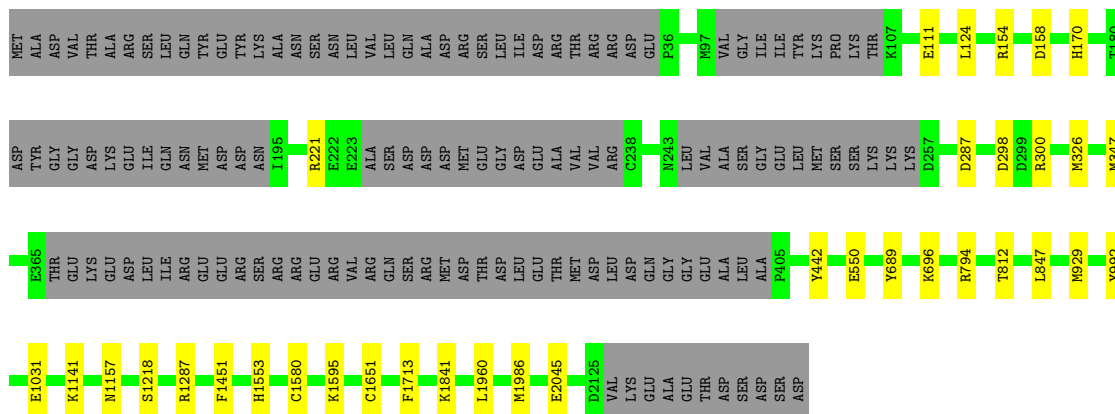 MET ALA ASP VAL THR ALA ARG SER LEU GLN TYR GLU TYR LYS ALA ASN SER ASN LEU VAL LEU GLN ALA ASP ARG SER LEU ILE ASP ARG THR ARG ARG ASP GLU P36 M97 VAL GLY ILE ILE TYR LYS PRO LYS THR K107 E111 L124 R154 D158 H170 T180
ASP TYR GLY GLY ASP LYS GLU ILE GLN ASN MET ASP ASP ASN I195 R221 E222 E223 ALA SER ASP ASP ASP MET GLU GLY ASP GLU ALA VAL VAL ARG C238 N243 LEU VAL ALA SER GLY GLU LEU MET SER SER LYS LYS LYS D257 D287 D298 D299 R300 M326 M347
E365 THR GLU LYS GLU ASP LEU ILE ARG GLU GLU ARG SER ARG ARG GLU ARG VAL ARG GLN SER ARG MET ASP THR ASP LEU GLU THR MET ASP LEU ASP GLN GLY GLY GLU ALA LEU ALA P405 Y442 E550 Y689 K696 R794 T812 L847 M929 Y992
E1031 K1141 N1157 S1218 R1287 F1451 H1553 C1580 K1595 C1651 F1713 K1841 L1960 M1986 E2045 D2125 VAL LYS GLU ALA GLU THR ASP SER ASP SER ASP